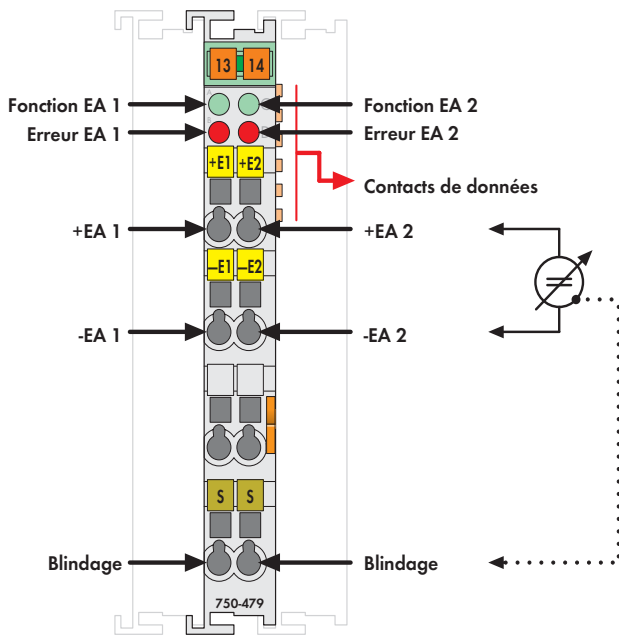 13 14
Fonction EA 1
Fonction EA 2
Erreur EA 1
Erreur EA 2
+E1 +E2
Contacts de données
+EA 1
+EA 2
–E1 –E2
-EA 1
-EA 2
S S
Blindage
Blindage
750-479